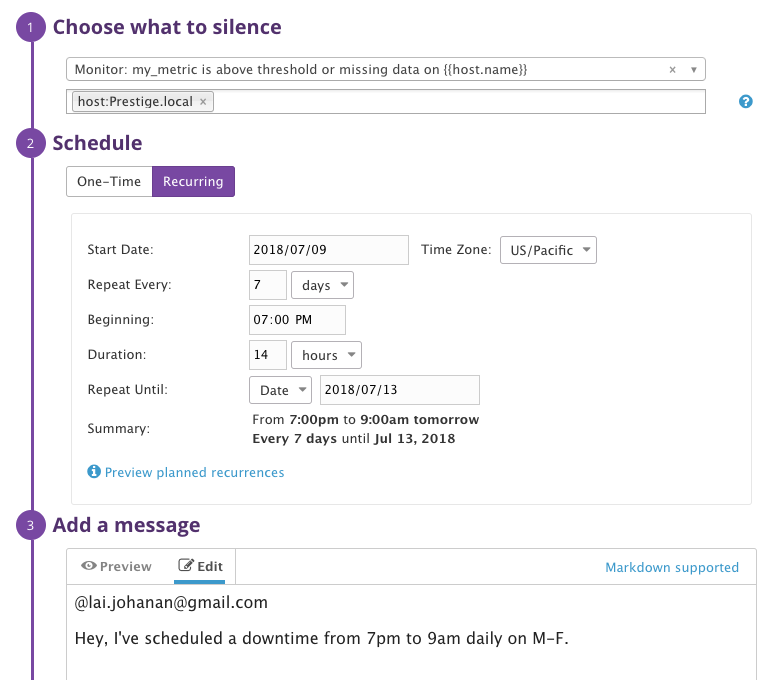 1 Choose what to silence
Monitor: my_metric is above threshold or missing data on {{host.name}} × ▼
host:Prestige.local ×
?
2 Schedule
One-Time Recurring
Start Date: 2018/07/09 Time Zone: US/Pacific
Repeat Every: 7 days
Beginning: 07:00 PM
Duration: 14 hours
Repeat Until: Date 2018/07/13
Summary: From 7:00pm to 9:00am tomorrow
Every 7 days until Jul 13, 2018
Preview planned recurrences
3 Add a message
Preview Edit Markdown supported
@lai.johanan@gmail.com
Hey, I've scheduled a downtime from 7pm to 9am daily on M-F.